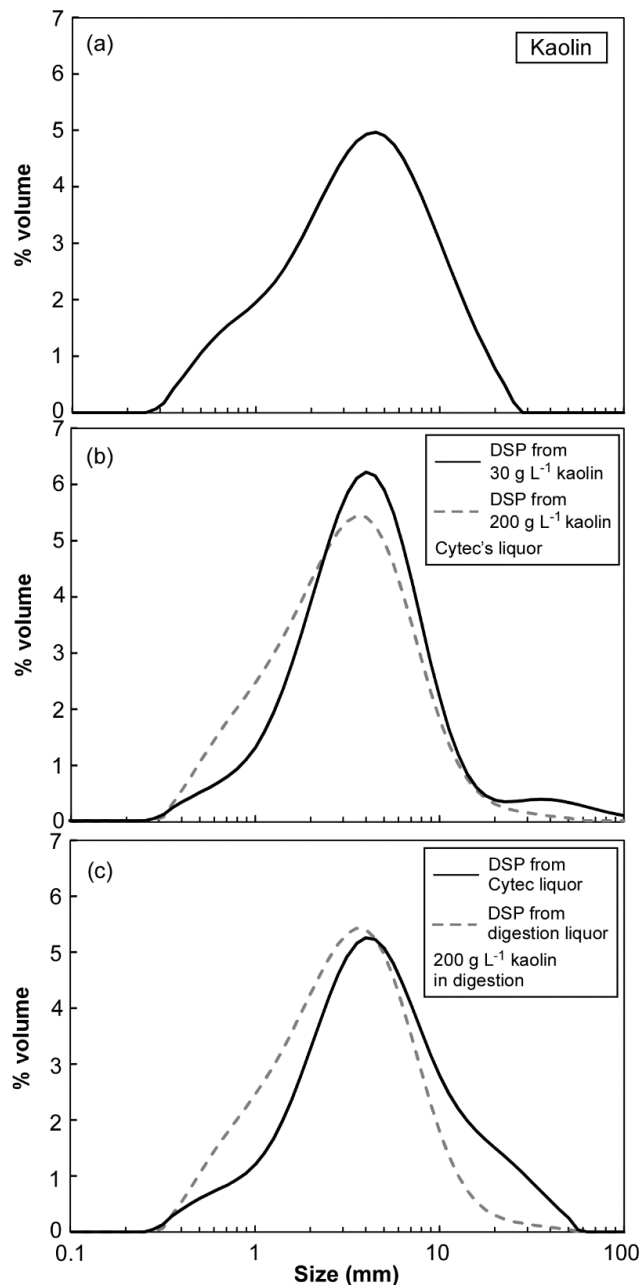 7
(a)
Kaolin
6
5
4
3
2
1
0
% volume
7
(b)
DSP from
30 g L⁻¹ kaolin
DSP from
200 g L⁻¹ kaolin
Cytec's liquor
6
5
4
3
2
1
0
% volume
7
(c)
DSP from
Cytec liquor
DSP from
digestion liquor
200 g L⁻¹ kaolin
in digestion
6
5
4
3
2
1
0
% volume
0.1 1 10 100
Size (mm)